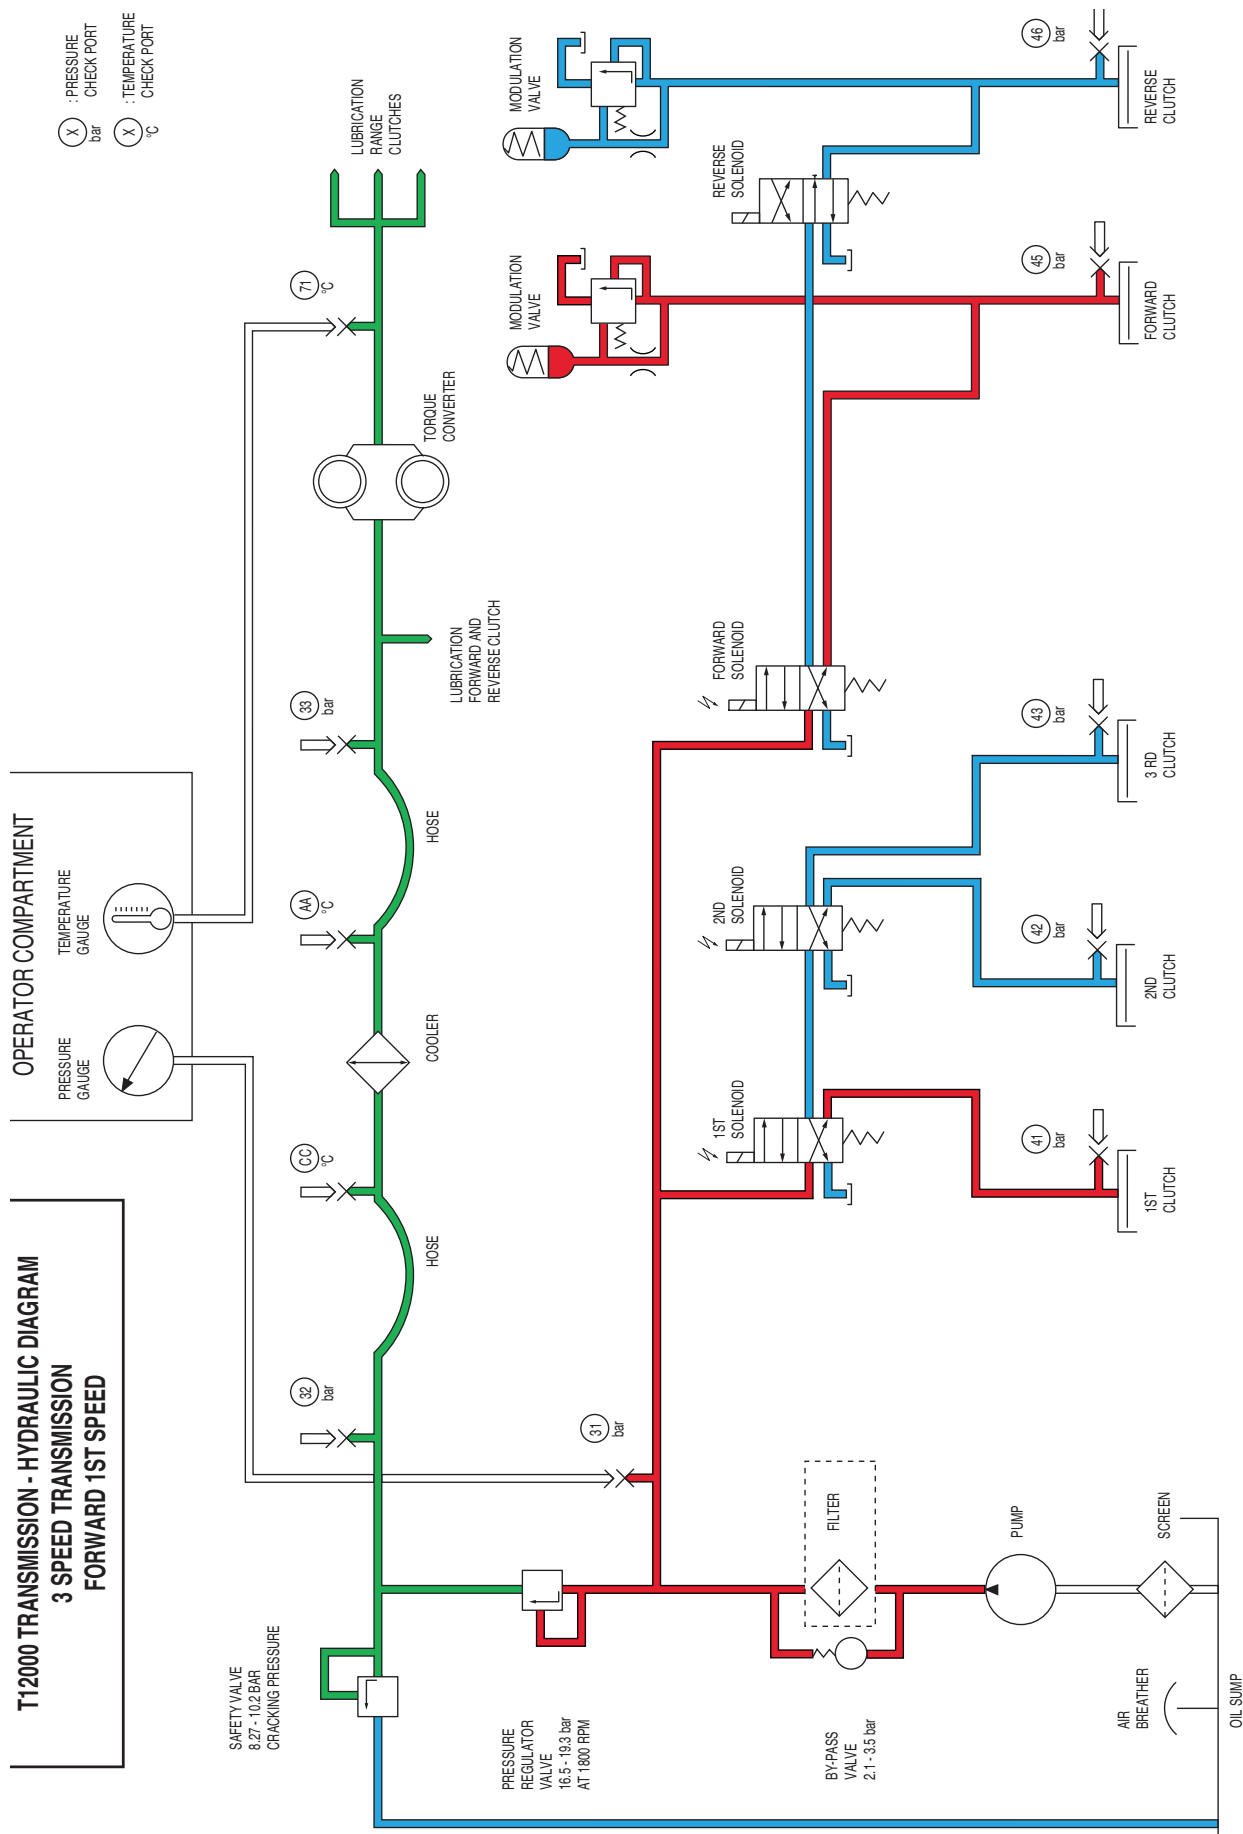 T12000 TRANSMISSION - HYDRAULIC DIAGRAM
3 SPEED TRANSMISSION
FORWARD 1ST SPEED
OPERATOR COMPARTMENT
PRESSURE
GAUGE
TEMPERATURE
GAUGE
X
bar
: PRESSURE
CHECK PORT
X
°C
: TEMPERATURE
CHECK PORT
SAFETY VALVE
8.27 - 10.2 BAR
CRACKING PRESSURE
32
bar
HOSE
CC
°C
COOLER
AA
°C
HOSE
33
bar
LUBRICATION
FORWARD AND
REVERSE CLUTCH
TORQUE
CONVERTER
71
°C
LUBRICATION
RANGE
CLUTCHES
PRESSURE
REGULATOR
VALVE
16.5 - 19.3 bar
AT 1800 RPM
31
bar
MODULATION
VALVE
MODULATION
VALVE
1ST
SOLENOID
2ND
SOLENOID
FORWARD
SOLENOID
REVERSE
SOLENOID
BY-PASS
VALVE
2.1 - 3.5 bar
FILTER
PUMP
41
bar
42
bar
43
bar
45
bar
46
bar
AIR
BREATHER
SCREEN
1ST
CLUTCH
2ND
CLUTCH
3 RD
CLUTCH
FORWARD
CLUTCH
REVERSE
CLUTCH
OIL SUMP